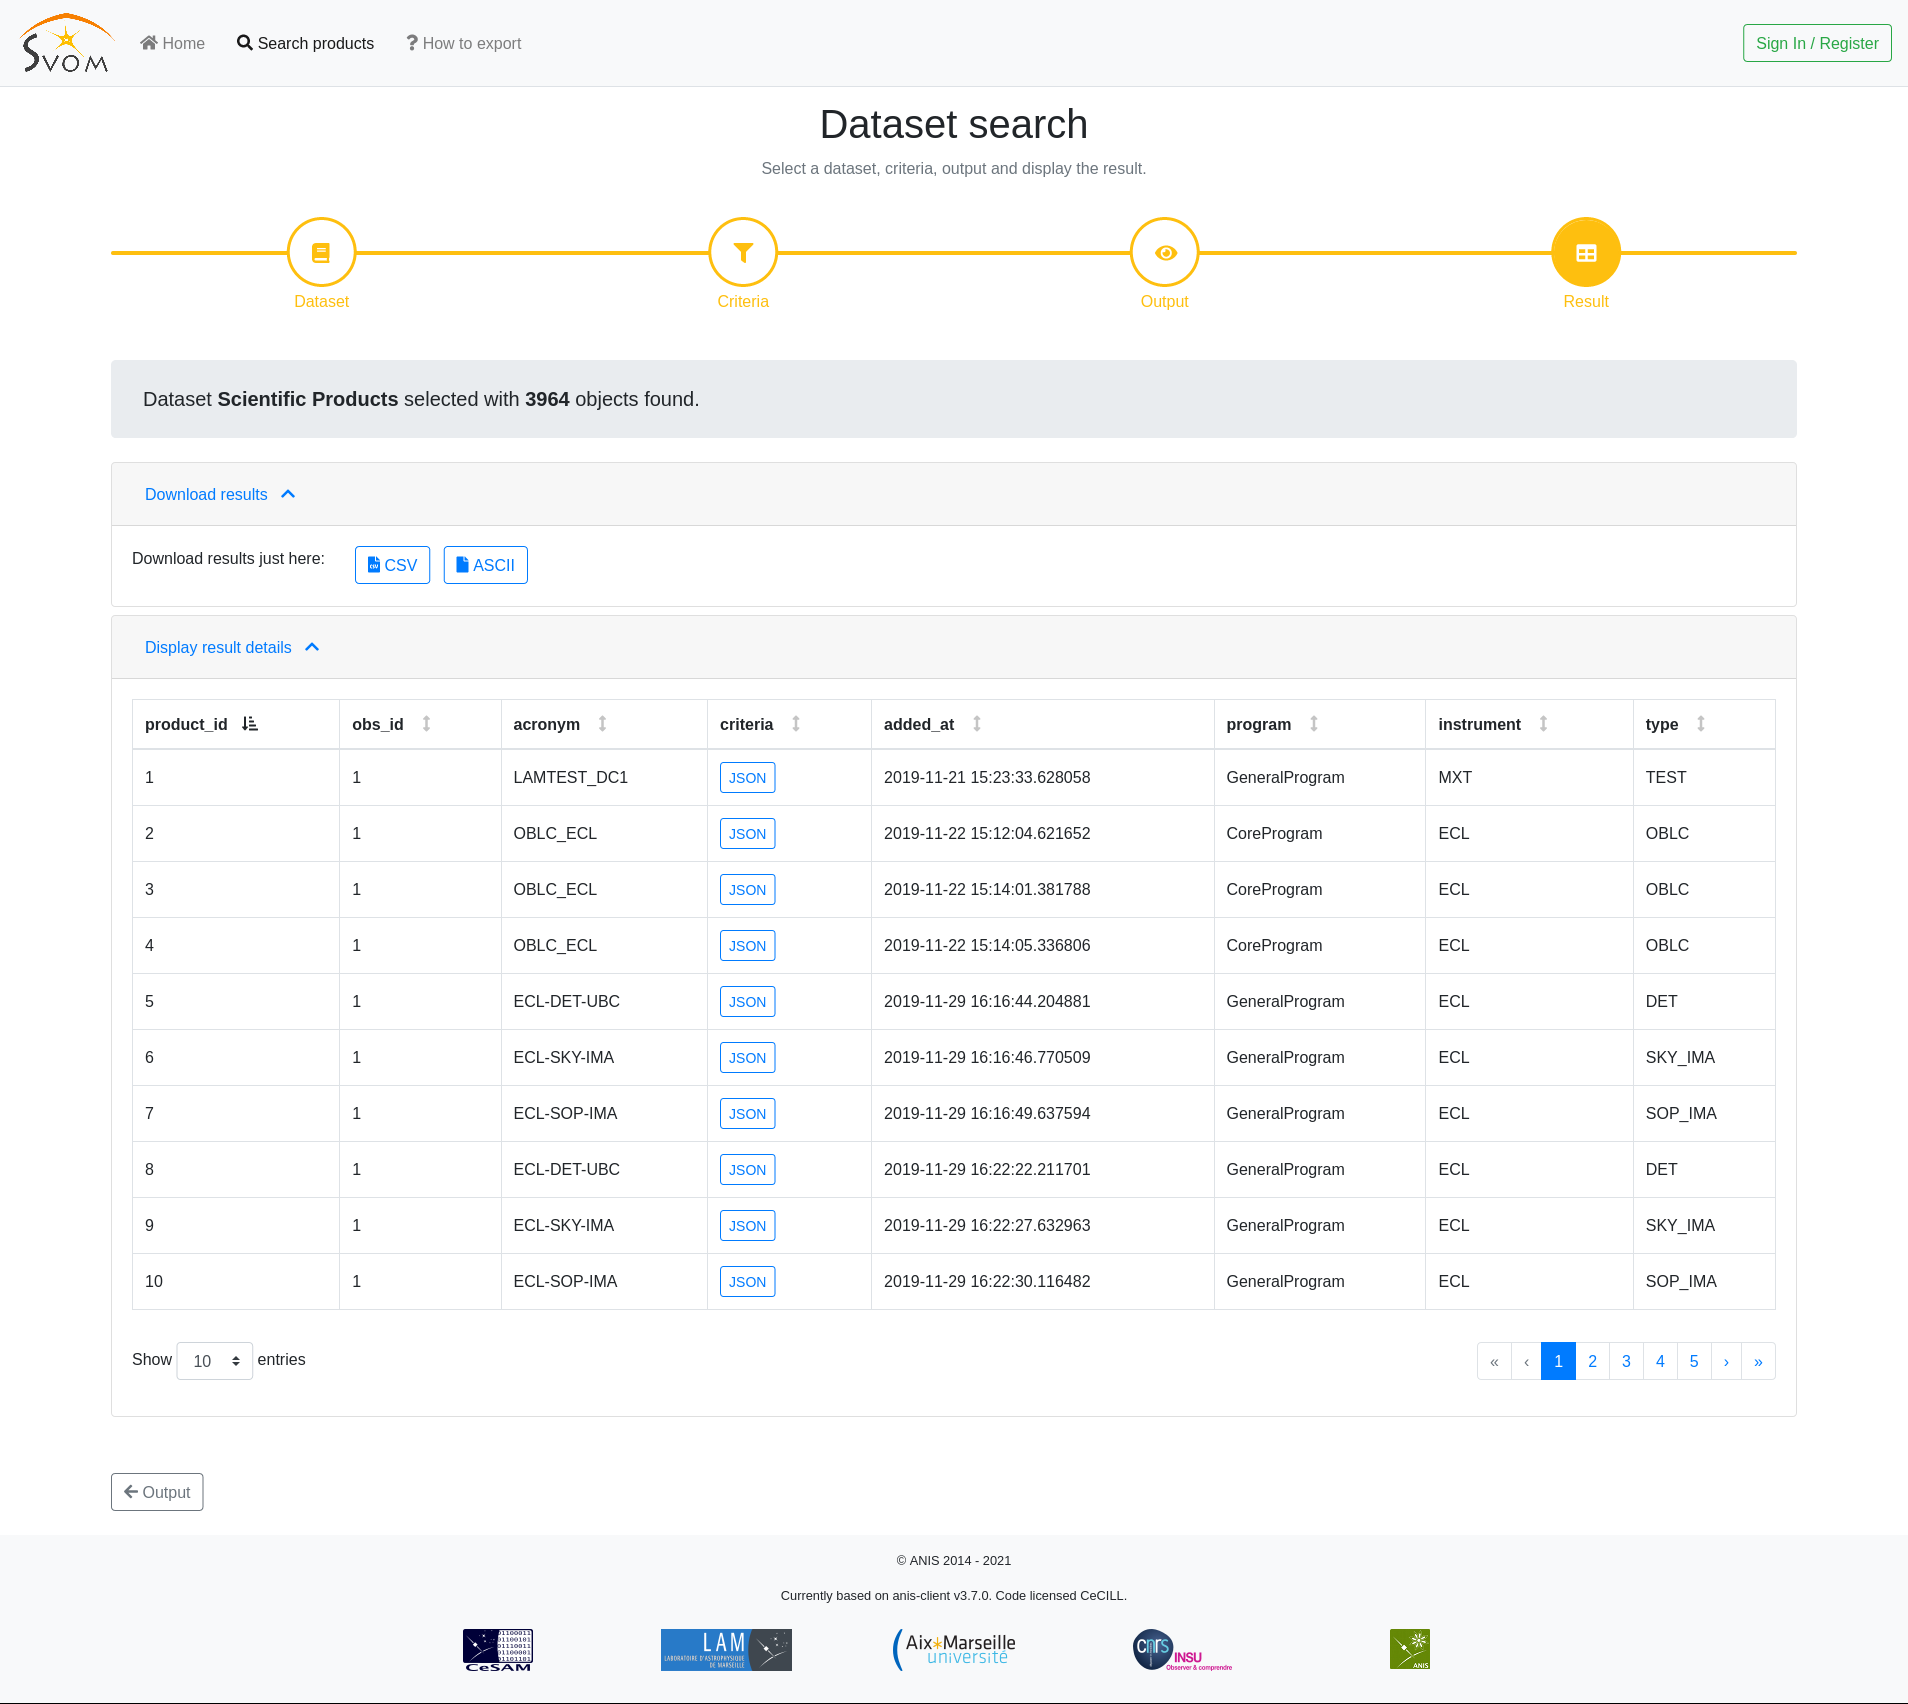 SVOM Home Search products How to export Sign In / Register
Dataset search
Select a dataset, criteria, output and display the result.
Dataset Criteria Output Result
Dataset Scientific Products selected with 3964 objects found.
Download results
Download results just here: CSV ASCII
Display result details
product_id obs_id acronym criteria added_at program instrument type
1 1 LAMTEST_DC1 JSON 2019-11-21 15:23:33.628058 GeneralProgram MXT TEST
2 1 OBLC_ECL JSON 2019-11-22 15:12:04.621652 CoreProgram ECL OBLC
3 1 OBLC_ECL JSON 2019-11-22 15:14:01.381788 CoreProgram ECL OBLC
4 1 OBLC_ECL JSON 2019-11-22 15:14:05.336806 CoreProgram ECL OBLC
5 1 ECL-DET-UBC JSON 2019-11-29 16:16:44.204881 GeneralProgram ECL DET
6 1 ECL-SKY-IMA JSON 2019-11-29 16:16:46.770509 GeneralProgram ECL SKY_IMA
7 1 ECL-SOP-IMA JSON 2019-11-29 16:16:49.637594 GeneralProgram ECL SOP_IMA
8 1 ECL-DET-UBC JSON 2019-11-29 16:22:22.211701 GeneralProgram ECL DET
9 1 ECL-SKY-IMA JSON 2019-11-29 16:22:27.632963 GeneralProgram ECL SKY_IMA
10 1 ECL-SOP-IMA JSON 2019-11-29 16:22:30.116482 GeneralProgram ECL SOP_IMA
Show 10 entries « ‹ 1 2 3 4 5 › »
Output
© ANIS 2014 - 2021
Currently based on anis-client v3.7.0. Code licensed CeCILL.
CeSAM
LAM
LABORATOIRE D'ASTROPHYSIQUE
DE MARSEILLE
Aix*Marseille
université
cnrs
INSU
Observer & comprendre
ANIS